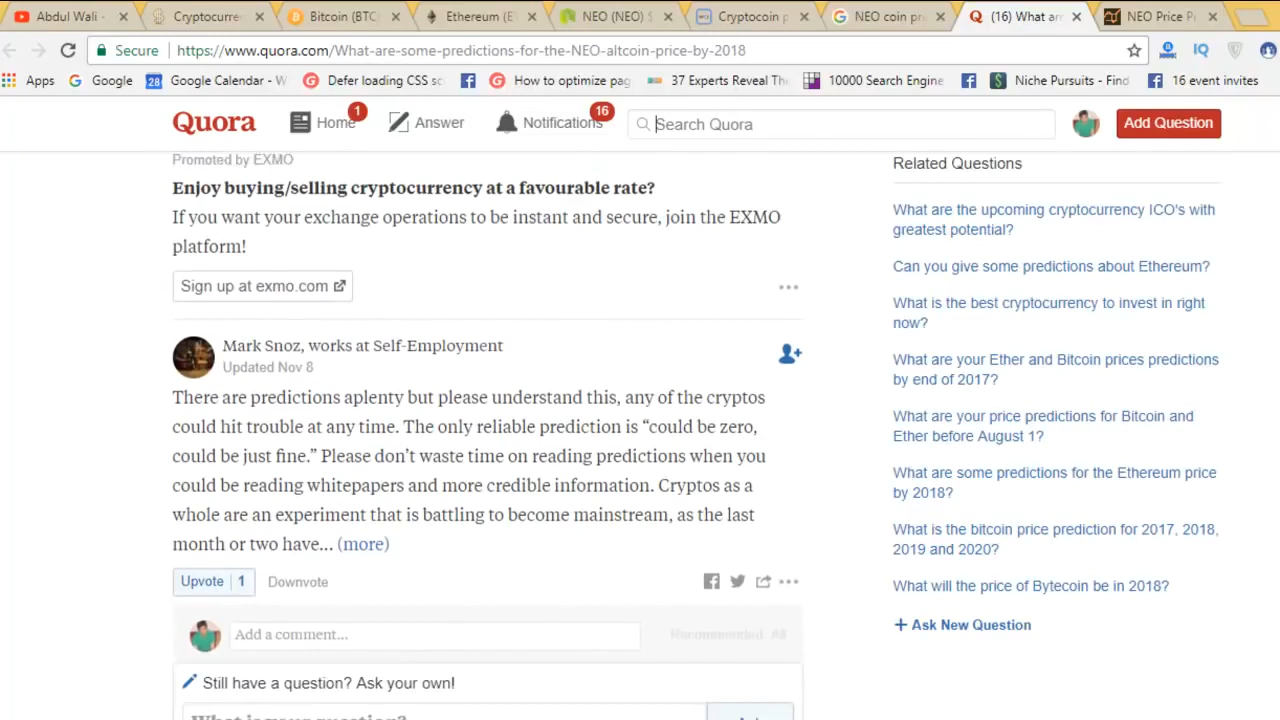 Abdul Wali -
Cryptocurre
Bitcoin (BTC
Ethereum (E
NEO (NEO) $
Cryptocoin p
NEO coin pr
(16) What ar
NEO Price P
Secure
https://www.quora.com/What-are-some-predictions-for-the-NEO-altcoin-price-by-2018
IQ
Apps
Google
28
Google Calendar - W
Defer loading CSS sc
How to optimize pag
37 Experts Reveal Th
10000 Search Engine
Niche Pursuits - Find
16 event invites
Quora
Home
1
Answer
Notifications
16
Search Quora
Add Question
Promoted by EXMO
Enjoy buying/selling cryptocurrency at a favourable rate?
If you want your exchange operations to be instant and secure, join the EXMO
platform!
Sign up at exmo.com
Mark Snoz, works at Self-Employment
Updated Nov 8
There are predictions aplenty but please understand this, any of the cryptos
could hit trouble at any time. The only reliable prediction is “could be zero,
could be just fine.” Please don’t waste time on reading predictions when you
could be reading whitepapers and more credible information. Cryptos as a
whole are an experiment that is battling to become mainstream, as the last
month or two have... (more)
Upvote 1
Downvote
Add a comment...
Recommended
All
Still have a question? Ask your own!
What is your question?
Related Questions
What are the upcoming cryptocurrency ICO's with
greatest potential?
Can you give some predictions about Ethereum?
What is the best cryptocurrency to invest in right
now?
What are your Ether and Bitcoin prices predictions
by end of 2017?
What are your price predictions for Bitcoin and
Ether before August 1?
What are some predictions for the Ethereum price
by 2018?
What is the bitcoin price prediction for 2017, 2018,
2019 and 2020?
What will the price of Bytecoin be in 2018?
+ Ask New Question